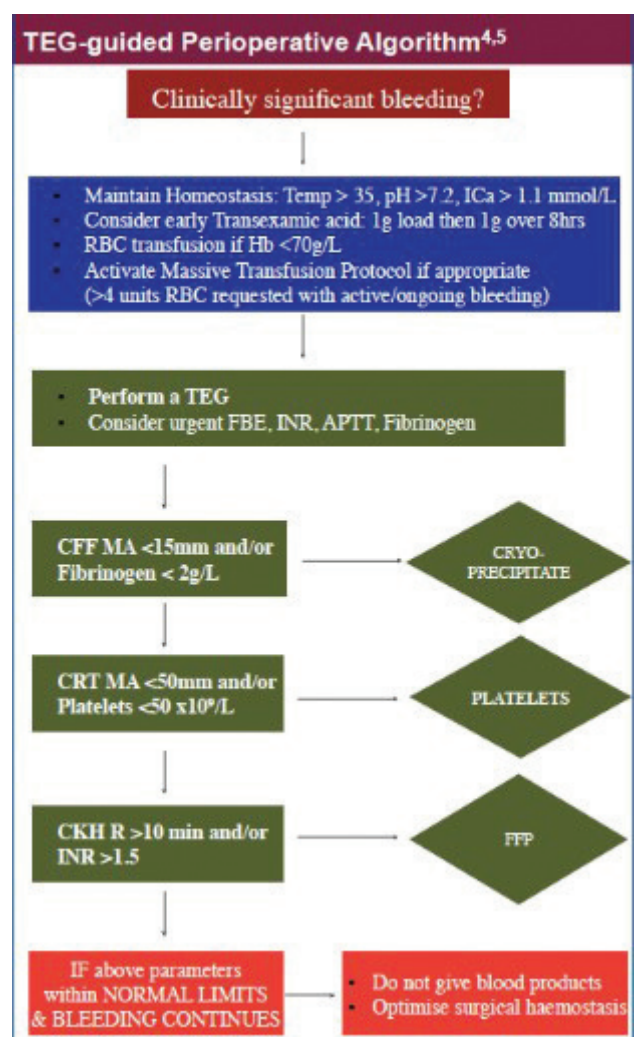 TEG-guided Perioperative Algorithm4,5
Clinically significant bleeding?
• Maintain Homeostasis: Temp > 35, pH >7.2, ICa > 1.1 mmol/L
• Consider early Transexamic acid: 1g load then 1g over 8hrs
• RBC transfusion if Hb <70g/L
• Activate Massive Transfusion Protocol if appropriate
(>4 units RBC requested with active/ongoing bleeding)
• Perform a TEG
• Consider urgent FBE, INR, APTT, Fibrinogen
CFF MA <15mm and/or
Fibrinogen < 2g/L
CRYO-
PRECIPITATE
CRT MA <50mm and/or
Platelets <50 x10⁹/L
PLATELETS
CKH R >10 min and/or
INR >1.5
FFP
IF above parameters
within NORMAL LIMITS
& BLEEDING CONTINUES
• Do not give blood products
• Optimise surgical haemostasis